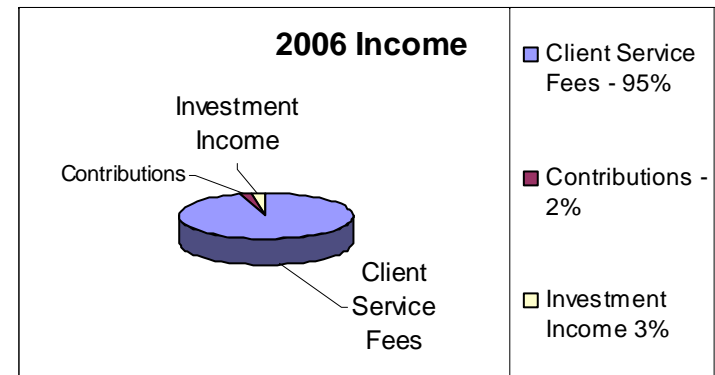 2006 Income
Investment
Income
Contributions
Client
Service
Fees
Client Service
Fees - 95%
Contributions -
2%
Investment
Income 3%